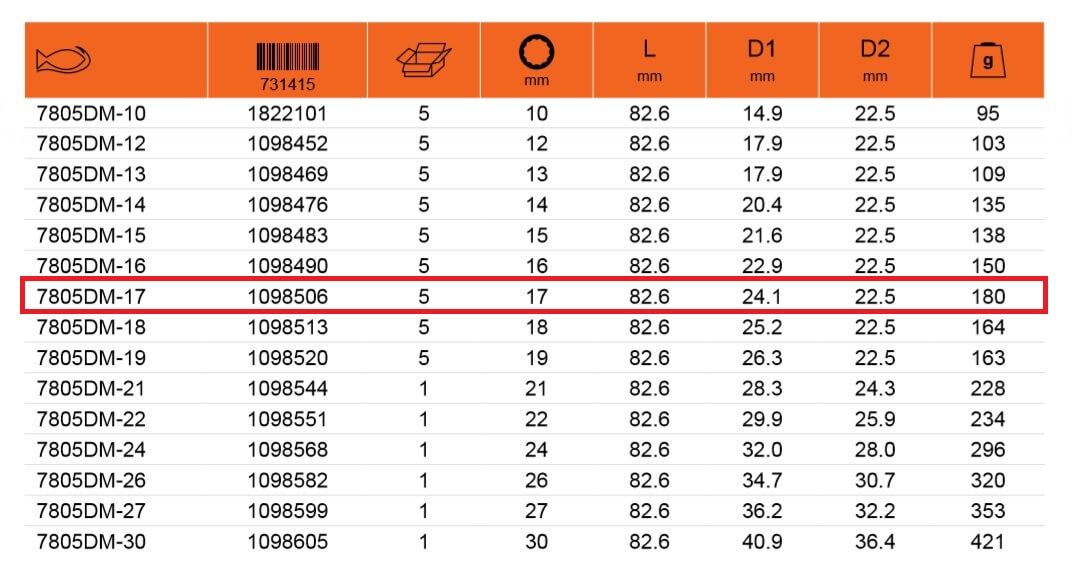 L D1 D2 g
731415 mm mm mm mm
7805DM-10 1822101 5 10 82.6 14.9 22.5 95
7805DM-12 1098452 5 12 82.6 17.9 22.5 103
7805DM-13 1098469 5 13 82.6 17.9 22.5 109
7805DM-14 1098476 5 14 82.6 20.4 22.5 135
7805DM-15 1098483 5 15 82.6 21.6 22.5 138
7805DM-16 1098490 5 16 82.6 22.9 22.5 150
7805DM-17 1098506 5 17 82.6 24.1 22.5 180
7805DM-18 1098513 5 18 82.6 25.2 22.5 164
7805DM-19 1098520 5 19 82.6 26.3 22.5 163
7805DM-21 1098544 1 21 82.6 28.3 24.3 228
7805DM-22 1098551 1 22 82.6 29.9 25.9 234
7805DM-24 1098568 1 24 82.6 32.0 28.0 296
7805DM-26 1098582 1 26 82.6 34.7 30.7 320
7805DM-27 1098599 1 27 82.6 36.2 32.2 353
7805DM-30 1098605 1 30 82.6 40.9 36.4 421